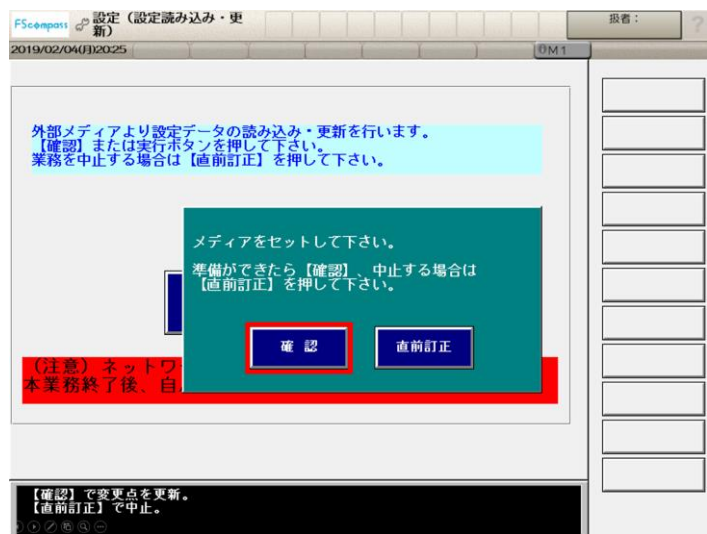 FScompass 設定（設定読み込み・更
新）
扱者：
?
2019/02/04(月)20:25
M1
外部メディアより設定データの読み込み・更新を行います。
【確認】または実行ボタンを押して下さい。
業務を中止する場合は【直前訂正】を押して下さい。
メディアをセットして下さい。
準備ができたら【確認】、中止する場合は
【直前訂正】を押して下さい。
確 認
直前訂正
（注意）ネットワ
本業務終了後、自
【確認】で変更点を更新。
【直前訂正】で中止。